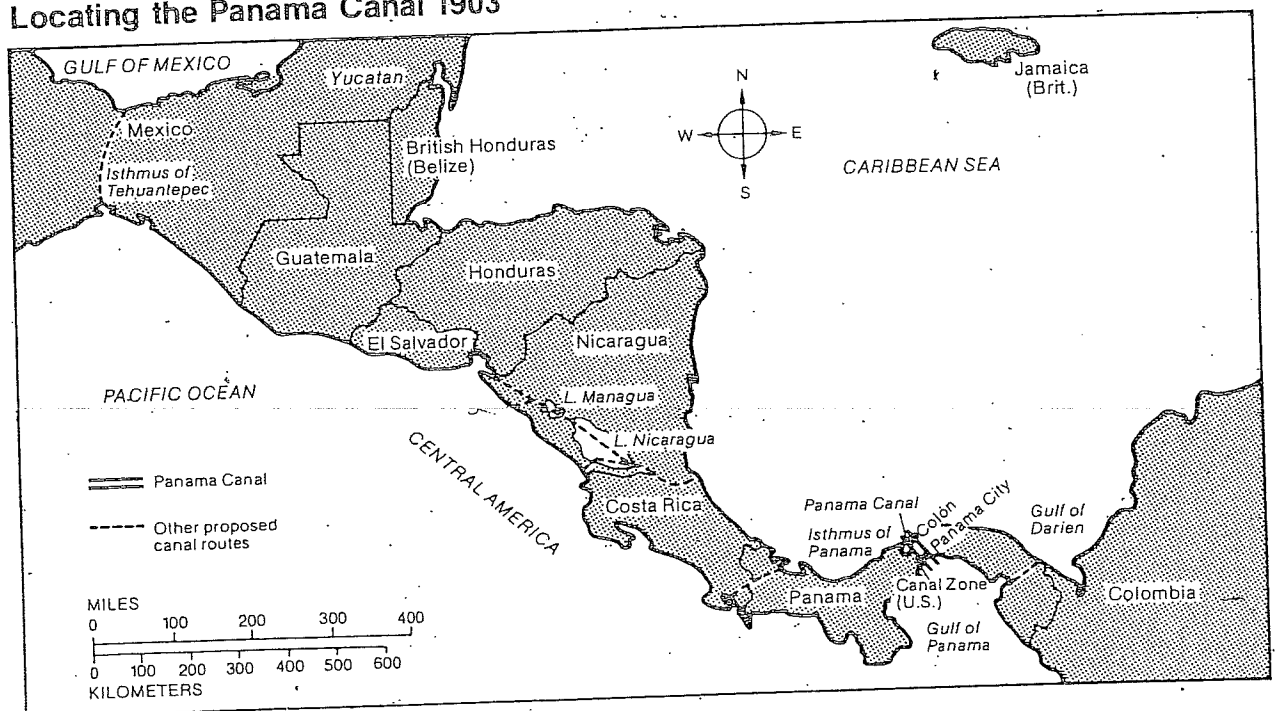 Locating the Panama Canal 1903
GULF OF MEXICO
Yucatan
Jamaica
(Brit.)
N
W
E
S
Mexico
British Honduras
(Belize)
CARIBBEAN SEA
Isthmus of
Tehuantepec
Guatemala
Honduras
El Salvador
Nicaragua
PACIFIC OCEAN
L. Managua
L. Nicaragua
CENTRAL AMERICA
Panama Canal
Other proposed
canal routes
Costa Rica
Panama Canal
Isthmus of
Panama
Colón
Panama City
Gulf of
Darien
Canal Zone
(U.S.)
Panama
Gulf of
Panama
Colombia
MILES
0 100 200 300 400
0 100 200 300 400 500 600
KILOMETERS